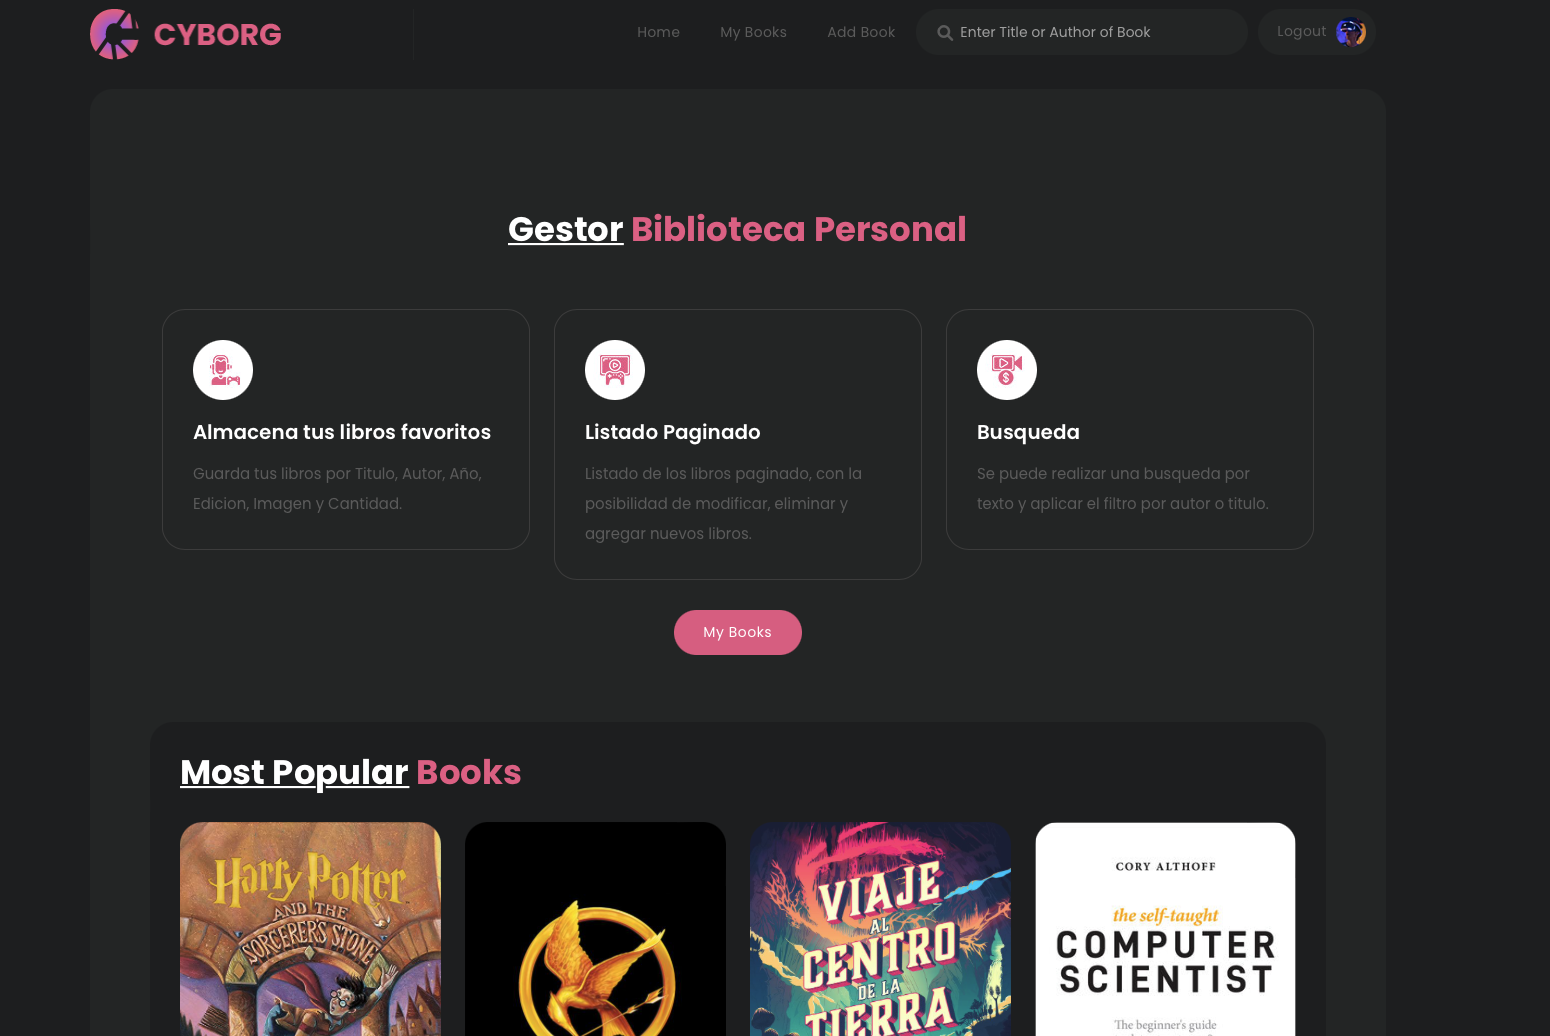 CYBORG
Home
My Books
Add Book
Enter Title or Author of Book
Logout
Gestor Biblioteca Personal
Almacena tus libros favoritos
Guarda tus libros por Titulo, Autor, Año,
Edicion, Imagen y Cantidad.
Listado Paginado
Listado de los libros paginado, con la
posibilidad de modificar, eliminar y
agregar nuevos libros.
Busqueda
Se puede realizar una busqueda por
texto y aplicar el filtro por autor o titulo.
My Books
Most Popular Books
Harry Potter
AND THE
SORCERER'S STONE
VIAJE
AL
CENTRO
DE LA
TIERRA
CORY ALTHOFF
the self-taught
COMPUTER
SCIENTIST
The beginner's guide